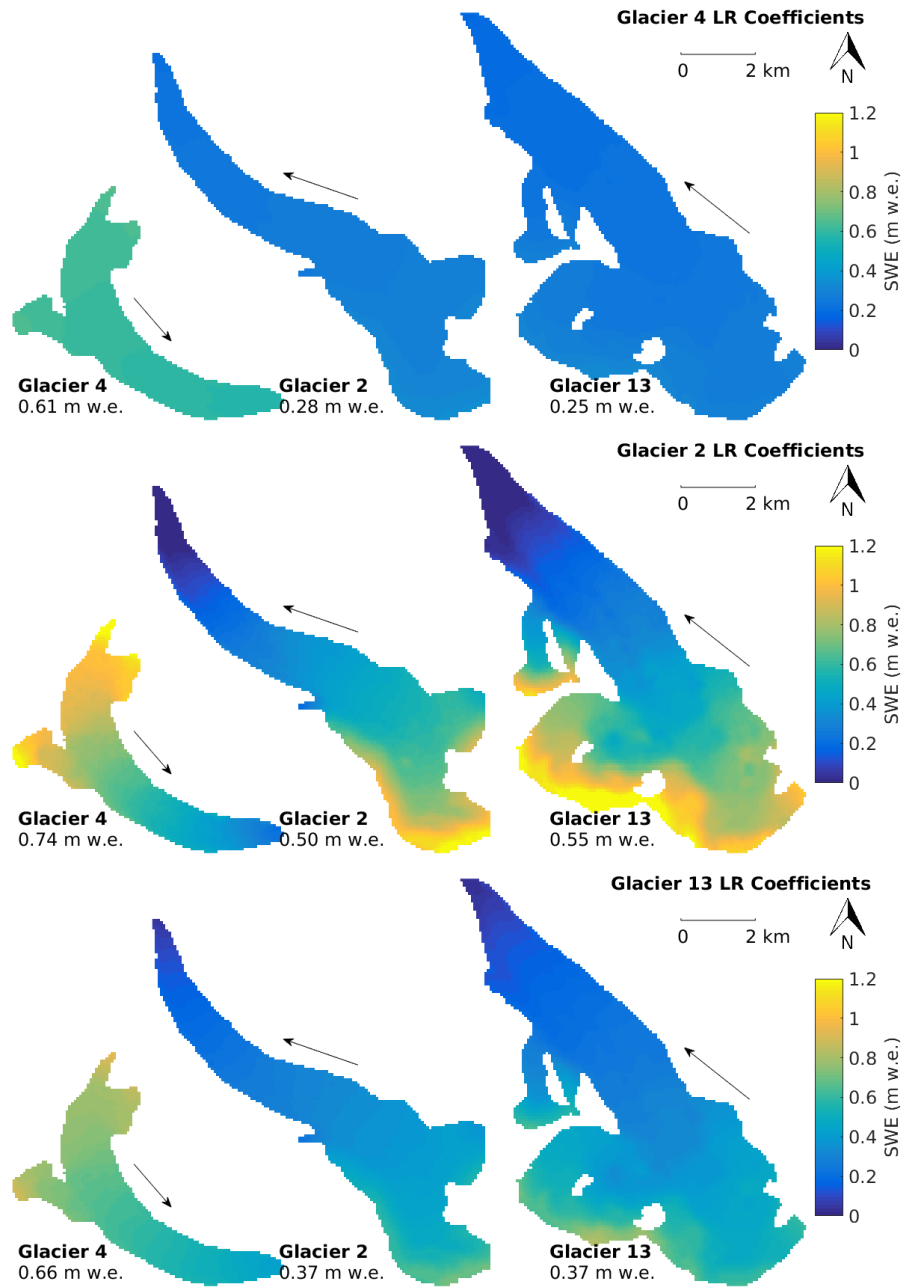 Glacier 4 LR Coefficients
0 2 km
N
1.2
1
0.8
0.6
0.4
0.2
0
SWE (m w.e.)
Glacier 4
0.61 m w.e.
Glacier 2
0.28 m w.e.
Glacier 13
0.25 m w.e.
Glacier 2 LR Coefficients
0 2 km
N
1.2
1
0.8
0.6
0.4
0.2
0
SWE (m w.e.)
Glacier 4
0.74 m w.e.
Glacier 2
0.50 m w.e.
Glacier 13
0.55 m w.e.
Glacier 13 LR Coefficients
0 2 km
N
1.2
1
0.8
0.6
0.4
0.2
0
SWE (m w.e.)
Glacier 4
0.66 m w.e.
Glacier 2
0.37 m w.e.
Glacier 13
0.37 m w.e.